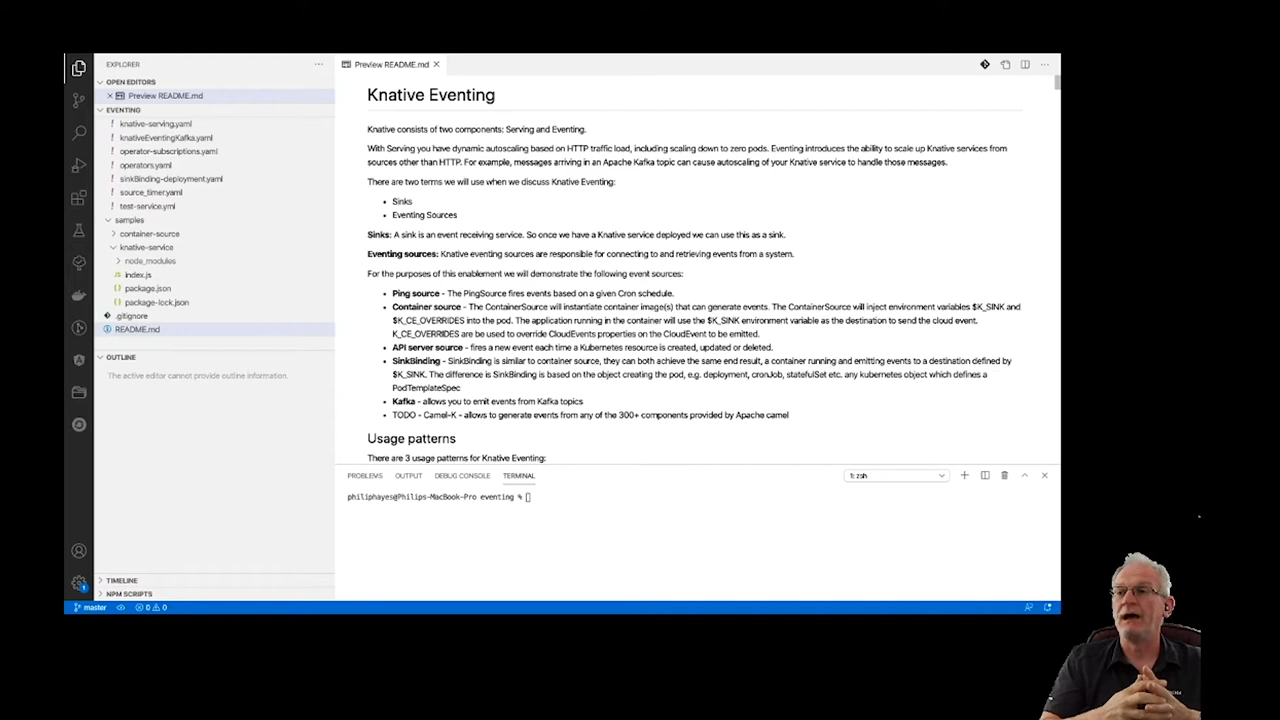 EXPLORER
OPEN EDITORS
Preview README.md
EVENTING
knative-serving.yaml
knativeEventingKafka.yaml
operator-subscriptions.yaml
operators.yaml
sinkBinding-deployment.yaml
source_timer.yaml
test-service.yml
samples
container-source
knative-service
node_modules
index.js
package.json
package-lock.json
.gitignore
README.md
OUTLINE
The active editor cannot provide outline information.
TIMELINE
NPM SCRIPTS
Preview README.md
Knative Eventing
Knative consists of two components: Serving and Eventing.
With Serving you have dynamic autoscaling based on HTTP traffic load, including scaling down to zero pods. Eventing introduces the ability to scale up Knative services from
sources other than HTTP. For example, messages arriving in an Apache Kafka topic can cause autoscaling of your Knative service to handle those messages.
There are two terms we will use when we discuss Knative Eventing:
• Sinks
• Eventing Sources
Sinks: A sink is an event receiving service. So once we have a Knative service deployed we can use this as a sink.
Eventing sources: Knative eventing sources are responsible for connecting to and retrieving events from a system.
For the purposes of this enablement we will demonstrate the following event sources:
• Ping source - The PingSource fires events based on a given Cron schedule.
• Container source - The ContainerSource will instantiate container image(s) that can generate events. The ContainerSource will inject environment variables $K_SINK and
$K_CE_OVERRIDES into the pod. The application running in the container will use the $K_SINK environment variable as the destination to send the cloud event.
K_CE_OVERRIDES are be used to override CloudEvents properties on the CloudEvent to be emitted.
• API server source - fires a new event each time a Kubernetes resource is created, updated or deleted.
• SinkBinding - SinkBinding is similar to container source, they can both achieve the same end result, a container running and emitting events to a destination defined by
$K_SINK. The difference is SinkBinding is based on the object creating the pod, e.g. deployment, cronJob, statefulSet etc. any kubernetes object which defines a
PodTemplateSpec
• Kafka - allows you to emit events from Kafka topics
• TODO - Camel-K - allows to generate events from any of the 300+ components provided by Apache camel
Usage patterns
There are 3 usage patterns for Knative Eventing:
PROBLEMS OUTPUT DEBUG CONSOLE TERMINAL 1: zsh
philiphayes@Philips-MacBook-Pro eventing %
1
master 0 0